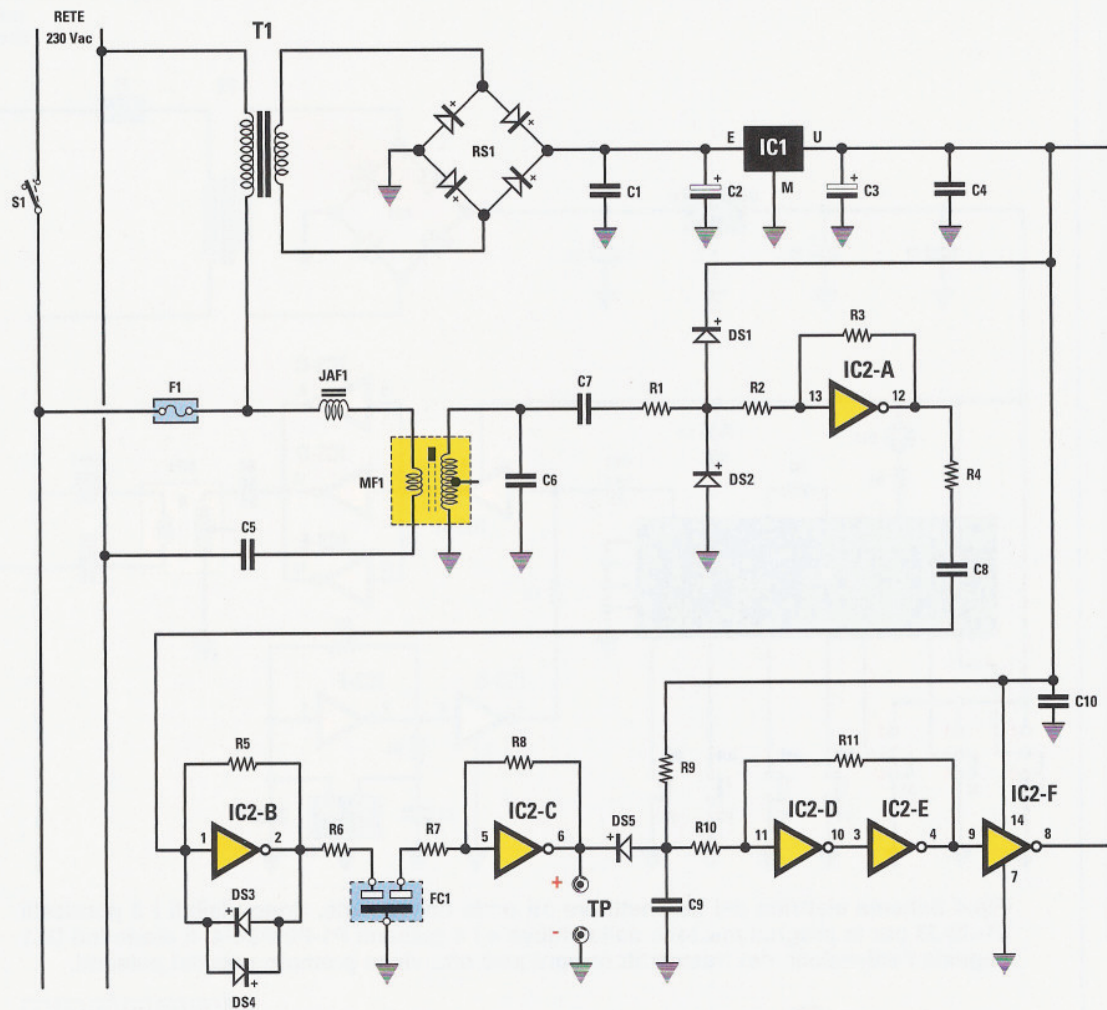 RETE
230 Vac
T1
S1
RS1
C1
C2
+
E
IC1
U
M
C3
+
C4
F1
JAF1
MF1
C5
C6
C7
R1
DS1
+
DS2
+
R2
R3
IC2-A
13
12
R4
C8
R5
IC2-B
1
2
DS3
+
DS4
+
R6
FC1
R7
R8
IC2-C
5
6
+
TP
-
DS5
+
R9
C9
R10
R11
IC2-D
11
10
IC2-E
3
4
IC2-F
9
14
8
7
C10